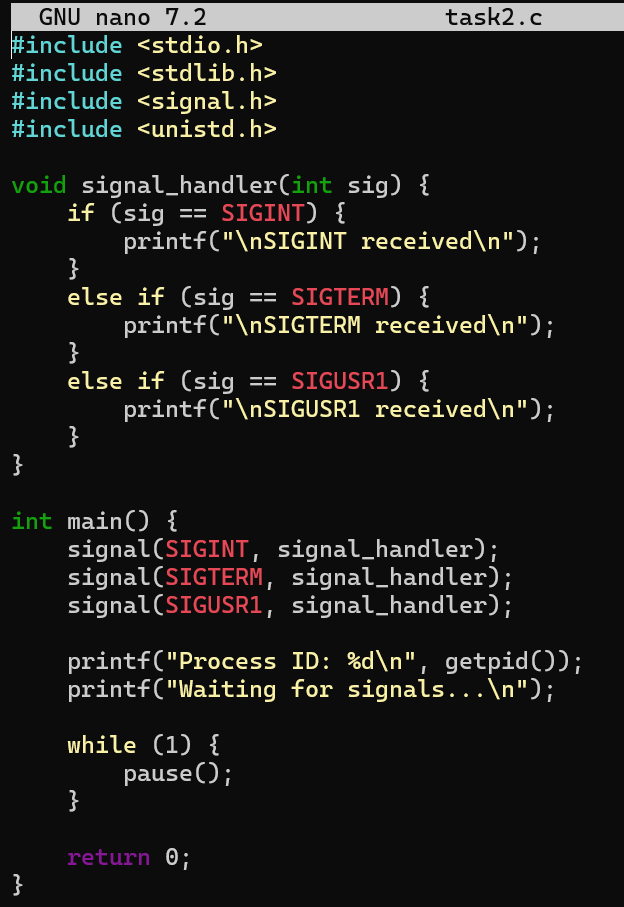 GNU nano 7.2 task2.c
#include <stdio.h>
#include <stdlib.h>
#include <signal.h>
#include <unistd.h>

void signal_handler(int sig) {
    if (sig == SIGINT) {
        printf("\nSIGINT received\n");
    }
    else if (sig == SIGTERM) {
        printf("\nSIGTERM received\n");
    }
    else if (sig == SIGUSR1) {
        printf("\nSIGUSR1 received\n");
    }
}

int main() {
    signal(SIGINT, signal_handler);
    signal(SIGTERM, signal_handler);
    signal(SIGUSR1, signal_handler);

    printf("Process ID: %d\n", getpid());
    printf("Waiting for signals...\n");

    while (1) {
        pause();
    }

    return 0;
}